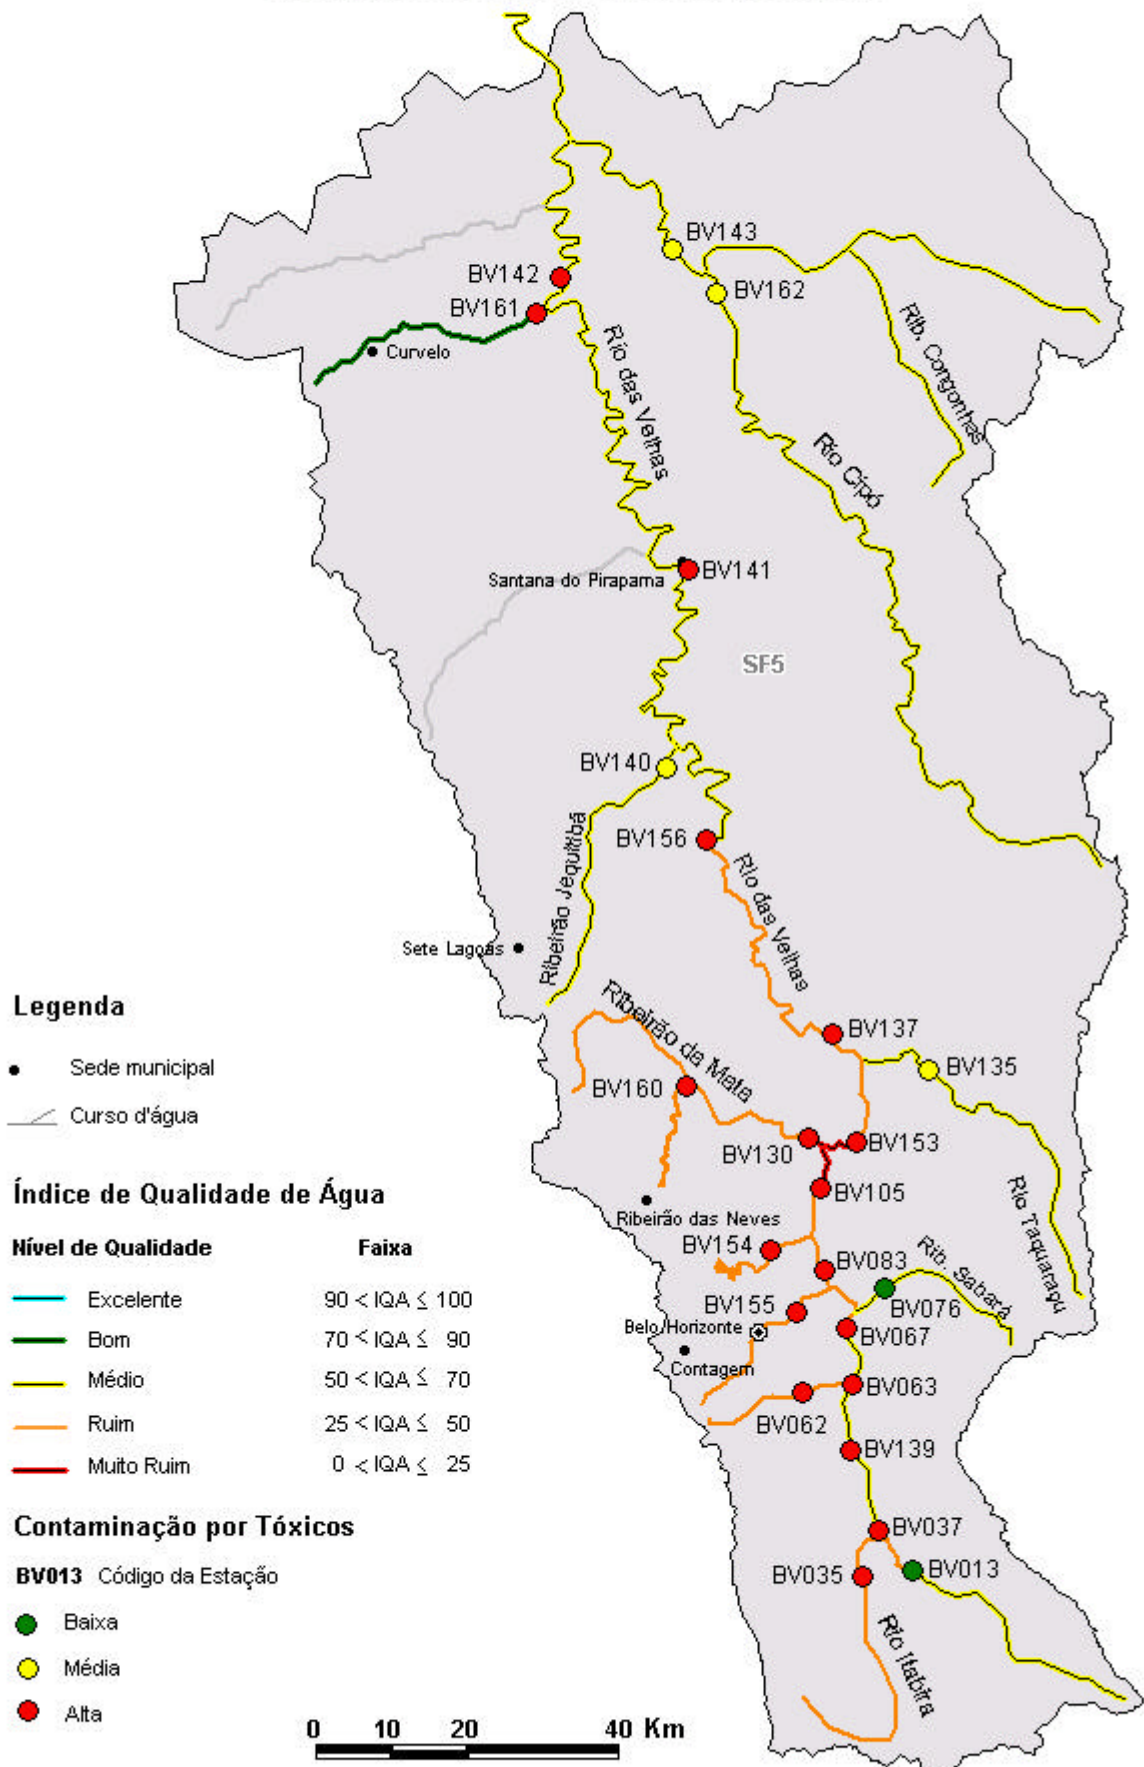 BV143
BV142
BV162
BV161
Curvelo
Rio das Velhas
Rib. Congonhas
Rio Cipó
BV141
Santana do Pirapama
SF5
BV140
BV156
Ribeirão Jequitibá
Rio das Velhas
Sete Lagoas
Ribeirão da Mata
BV137
BV135
BV160
BV130
BV153
BV105
Ribeirão das Neves
Rio Taquaraçu
BV154
BV083
Rib. Sabará
BV155
BV076
Belo Horizonte
BV067
Contagem
BV063
BV062
BV139
BV037
BV013
BV035
Rio Itabira
Legenda
Sede municipal
Curso d'água
Índice de Qualidade de Água
Nível de Qualidade Faixa
Excelente 90 < IQA ≤ 100
Bom 70 < IQA ≤ 90
Médio 50 < IQA ≤ 70
Ruim 25 < IQA ≤ 50
Muito Ruim 0 < IQA ≤ 25
Contaminação por Tóxicos
BV013 Código da Estação
Baixa
Média
Alta
0 10 20 40 Km